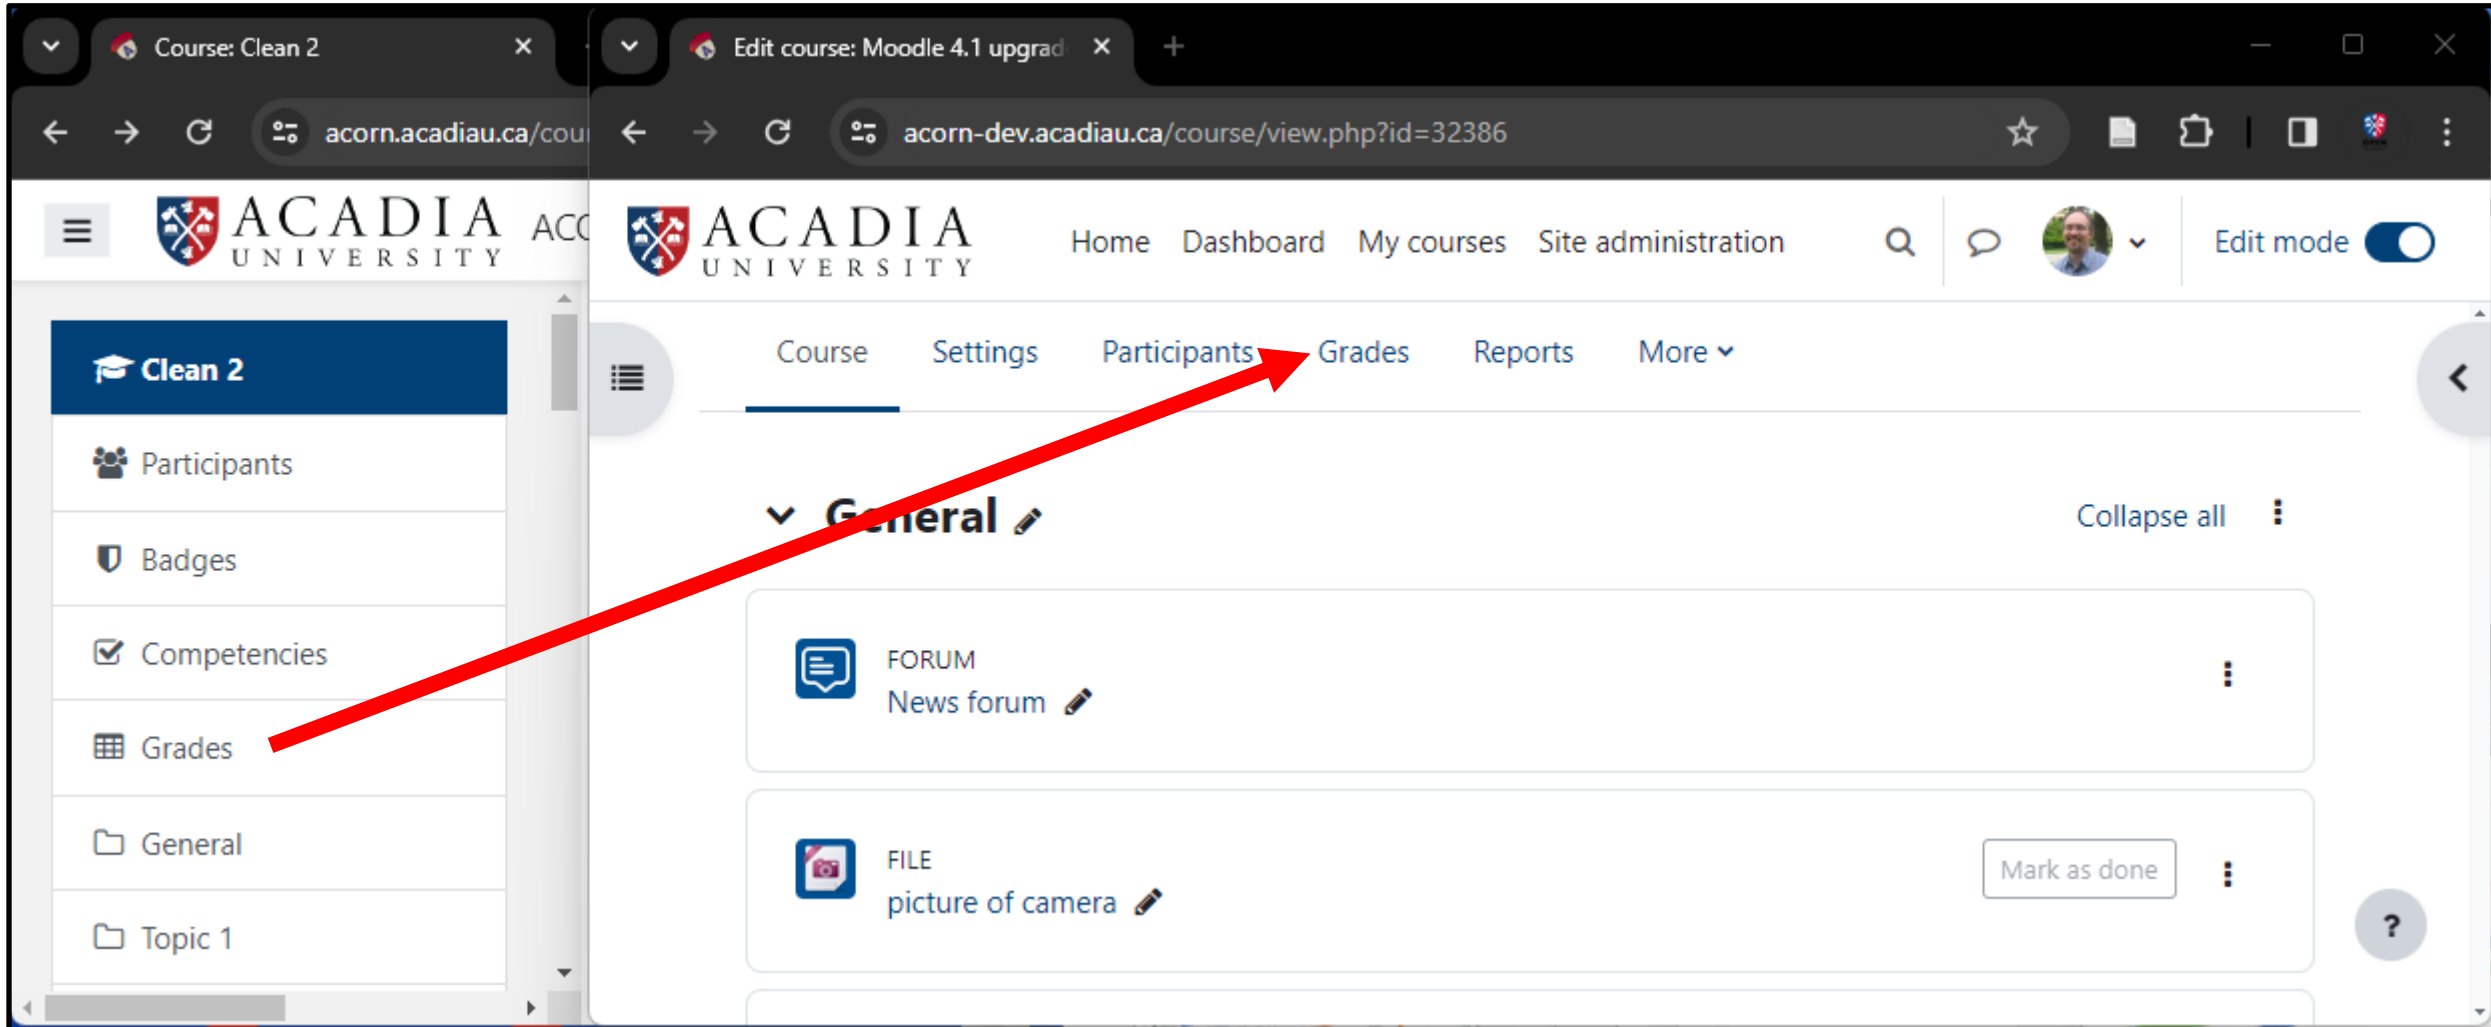 Course: Clean 2
acorn.acadiau.ca/cou
ACADIA
UNIVERSITY
Clean 2
Participants
Badges
Competencies
Grades
General
Topic 1
Edit course: Moodle 4.1 upgrad
acorn-dev.acadiau.ca/course/view.php?id=32386
ACADIA
UNIVERSITY
Home Dashboard My courses Site administration
Edit mode
Course Settings Participants Grades Reports More
General
Collapse all
FORUM
News forum
FILE
picture of camera
Mark as done
?